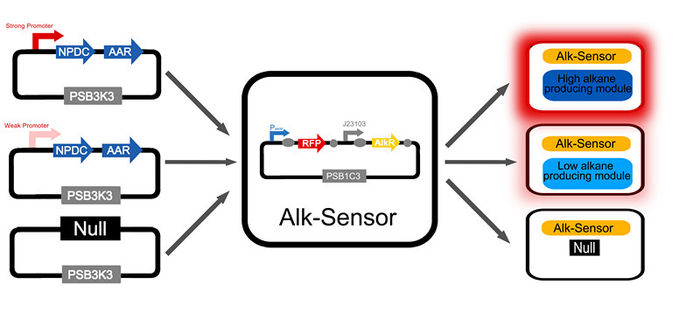 Strong Promoter
NPDC
AAR
PSB3K3
Weak Promoter
NPDC
AAR
PSB3K3
Null
PSB3K3
J23103
RFP
AlkR
PSB1C3
Alk-Sensor
Alk-Sensor
High alkane
producing module
Alk-Sensor
Low alkane
producing module
Alk-Sensor
Null